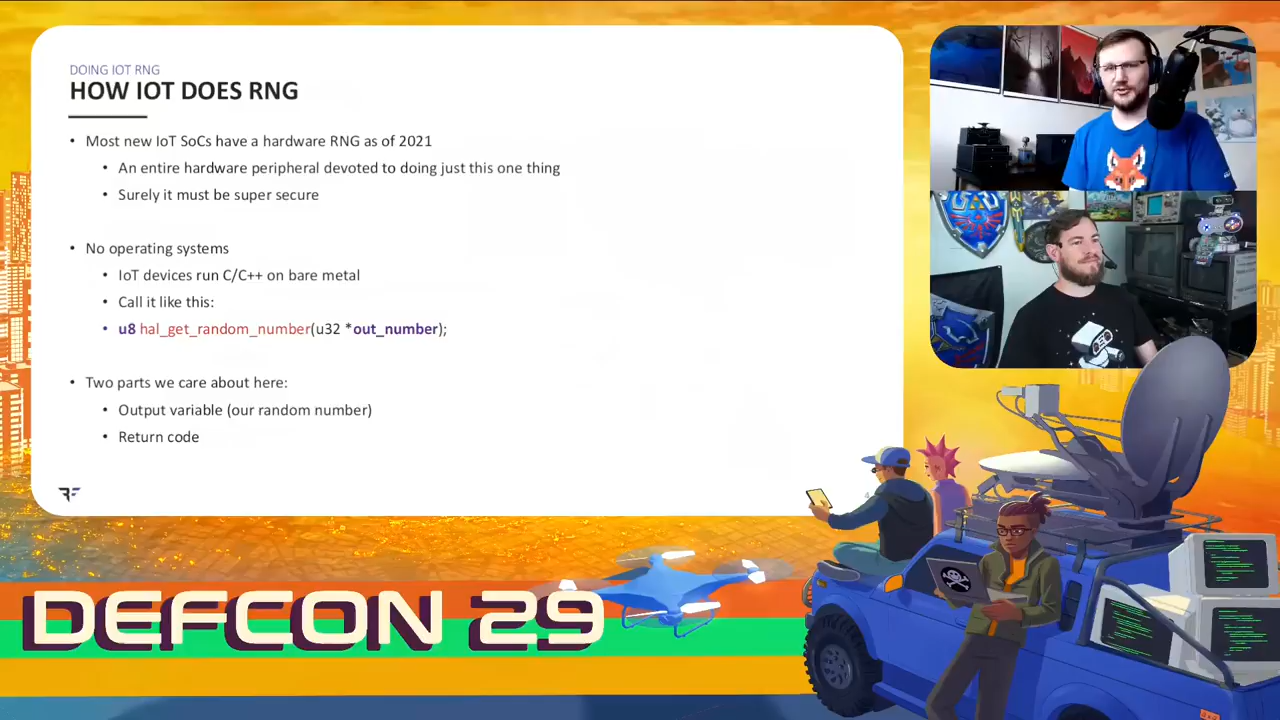 DOING IOT RNG
HOW IOT DOES RNG
• Most new IoT SoCs have a hardware RNG as of 2021
• An entire hardware peripheral devoted to doing just this one thing
• Surely it must be super secure
• No operating systems
• IoT devices run C/C++ on bare metal
• Call it like this:
• u8 hal_get_random_number(u32 *out_number);
• Two parts we care about here:
• Output variable (our random number)
• Return code
DEFCON 29